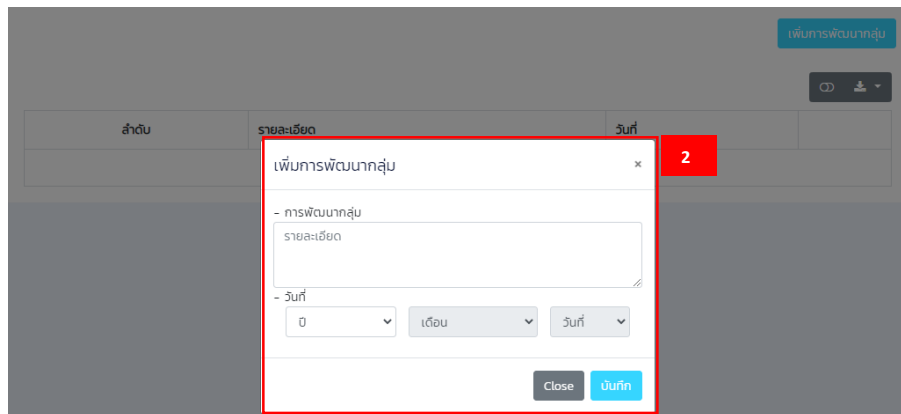 เพิ่มการพัฒนากลุ่ม
ลำดับ รายละเอียด วันที่
เพิ่มการพัฒนากลุ่ม × 2
- การพัฒนากลุ่ม
รายละเอียด
- วันที่
ปี เดือน วันที่
Close บันทึก